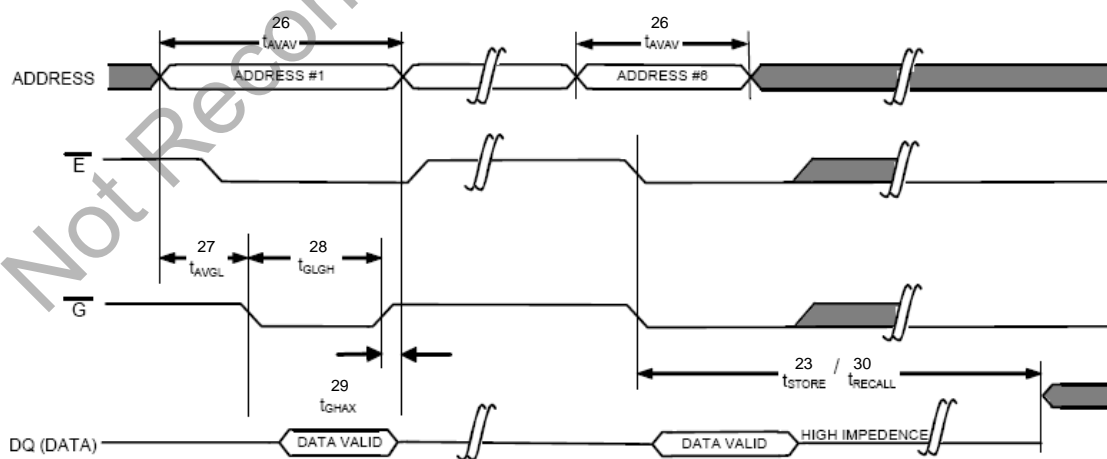 26
tAVAV
26
tAVAV
ADDRESS
ADDRESS #1
ADDRESS #6
E
27
tAVGL
28
tGLGH
G
23 / 30
tSTORE tRECALL
29
tGHAX
DQ (DATA)
DATA VALID
DATA VALID
HIGH IMPEDENCE
Not Recon